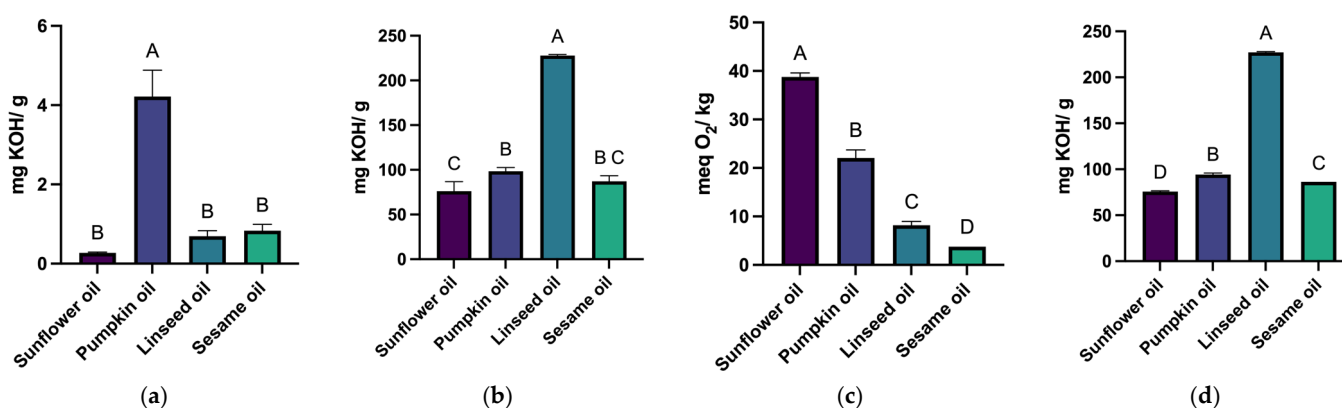 mg KOH/ g
6
4
2
0
A
B
B
B
Sunflower oil
Pumpkin oil
Linseed oil
Sesame oil
(a)
mg KOH/ g
250
200
150
100
50
0
A
C
B
B C
Sunflower oil
Pumpkin oil
Linseed oil
Sesame oil
(b)
meq O₂/ kg
50
40
30
20
10
0
A
B
C
D
Sunflower oil
Pumpkin oil
Linseed oil
Sesame oil
(c)
mg KOH/ g
250
200
150
100
50
0
A
D
B
C
Sunflower oil
Pumpkin oil
Linseed oil
Sesame oil
(d)